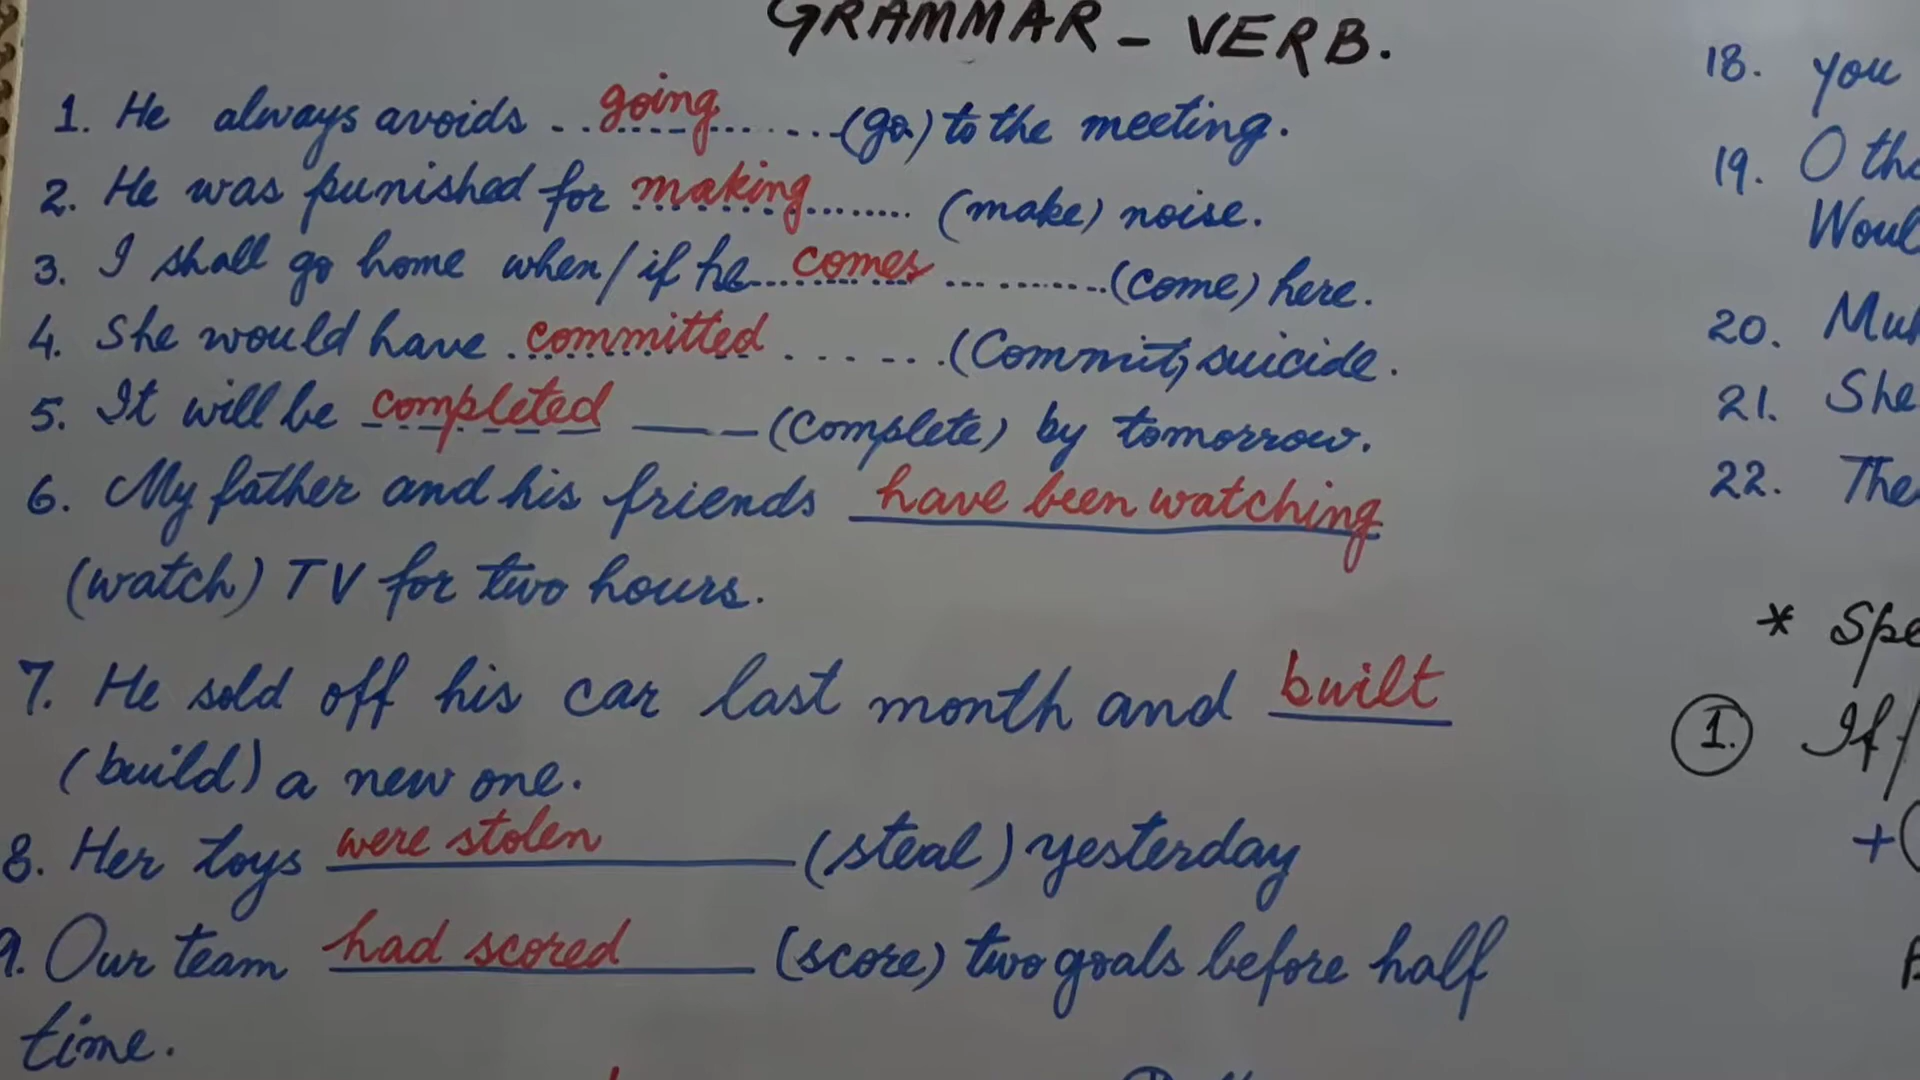 GRAMMAR - VERB.
1. He always avoids .. going ........ (go) to the meeting.
2. He was punished for making ....... (make) noise.
3. I shall go home when/if he... comes ............ (come) here.
4. She would have . committed ....... (Commit) suicide.
5. It will be completed ____ (Complete) by tomorrow.
6. My father and his friends have been watching
(watch) TV for two hours.
7. He sold off his car last month and built
(build) a new one.
8. Her toys were stolen ____ (steal) yesterday
9. Our team had scored ____ (score) two goals before half
time.
18. you
19. O
20.
21. She
22.
*
1. If/
+